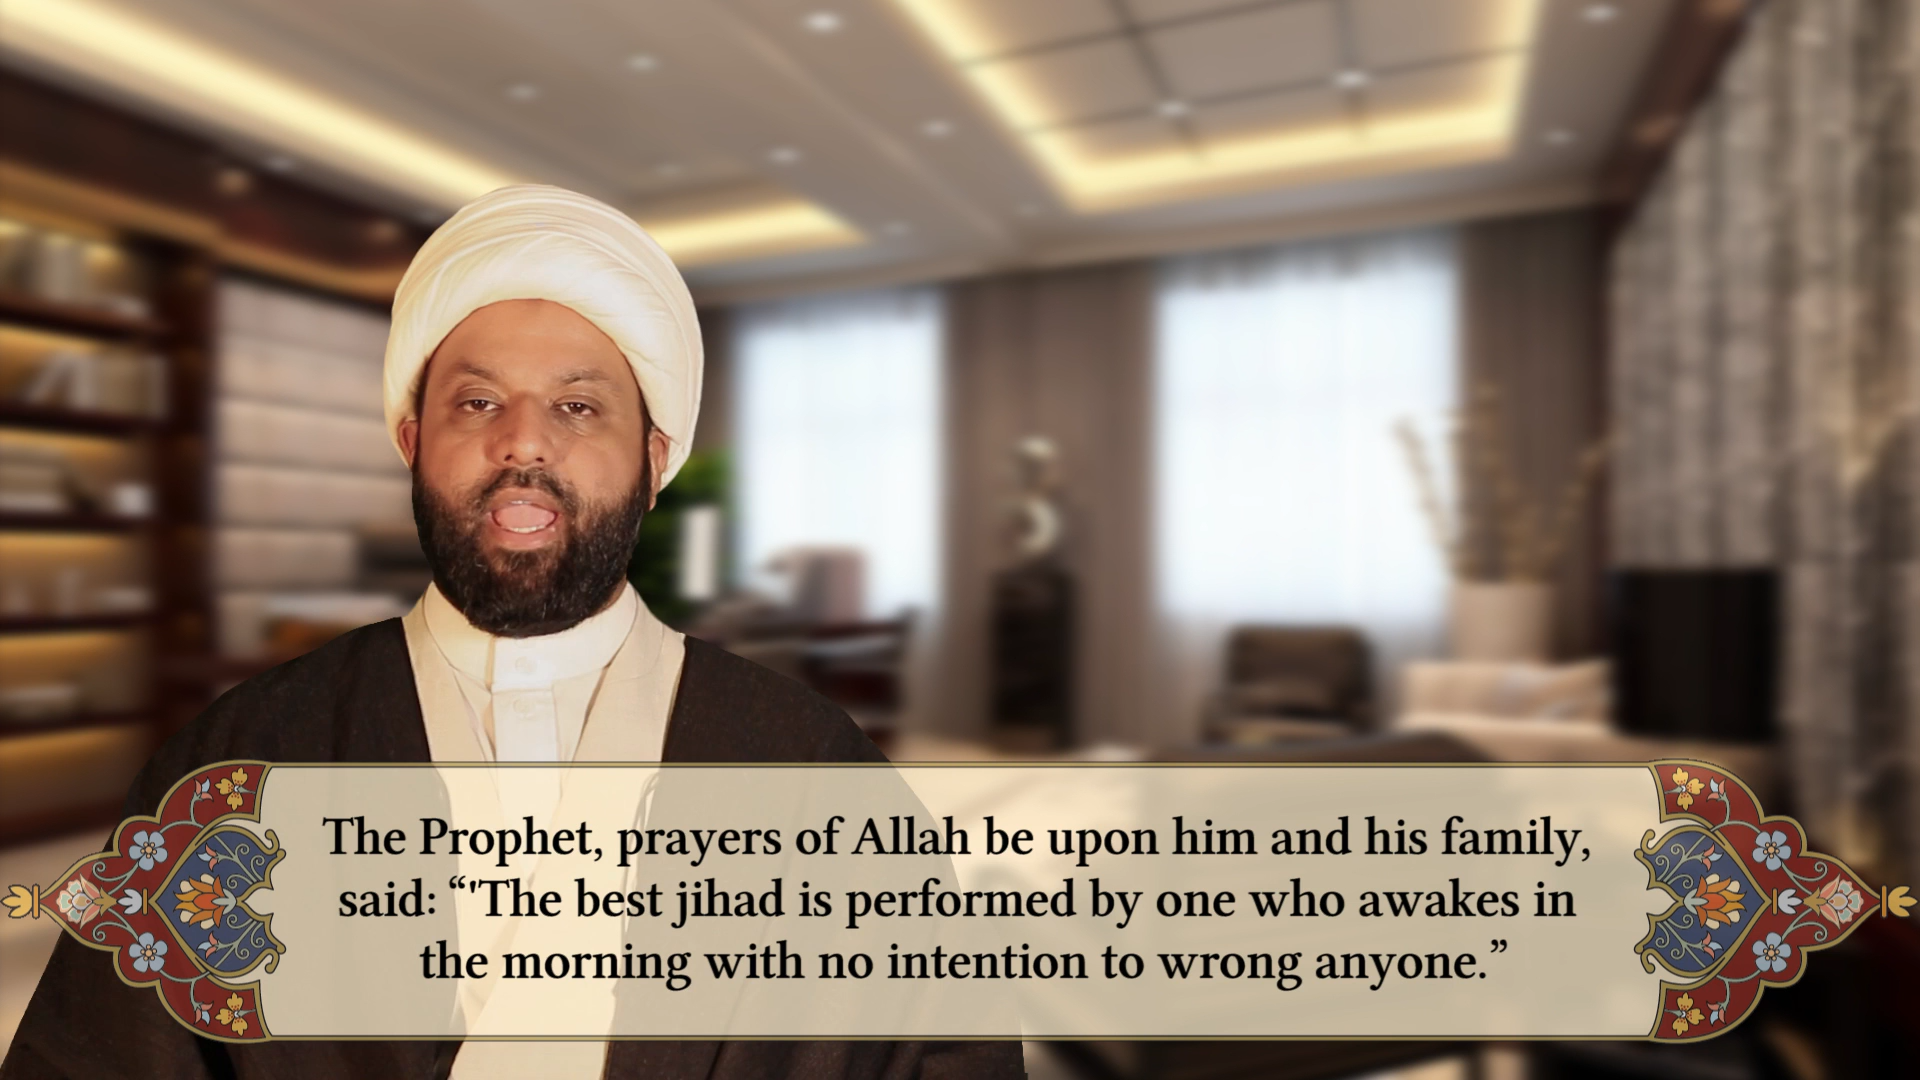 The Prophet, prayers of Allah be upon him and his family,
said: “'The best jihad is performed by one who awakes in
the morning with no intention to wrong anyone.”